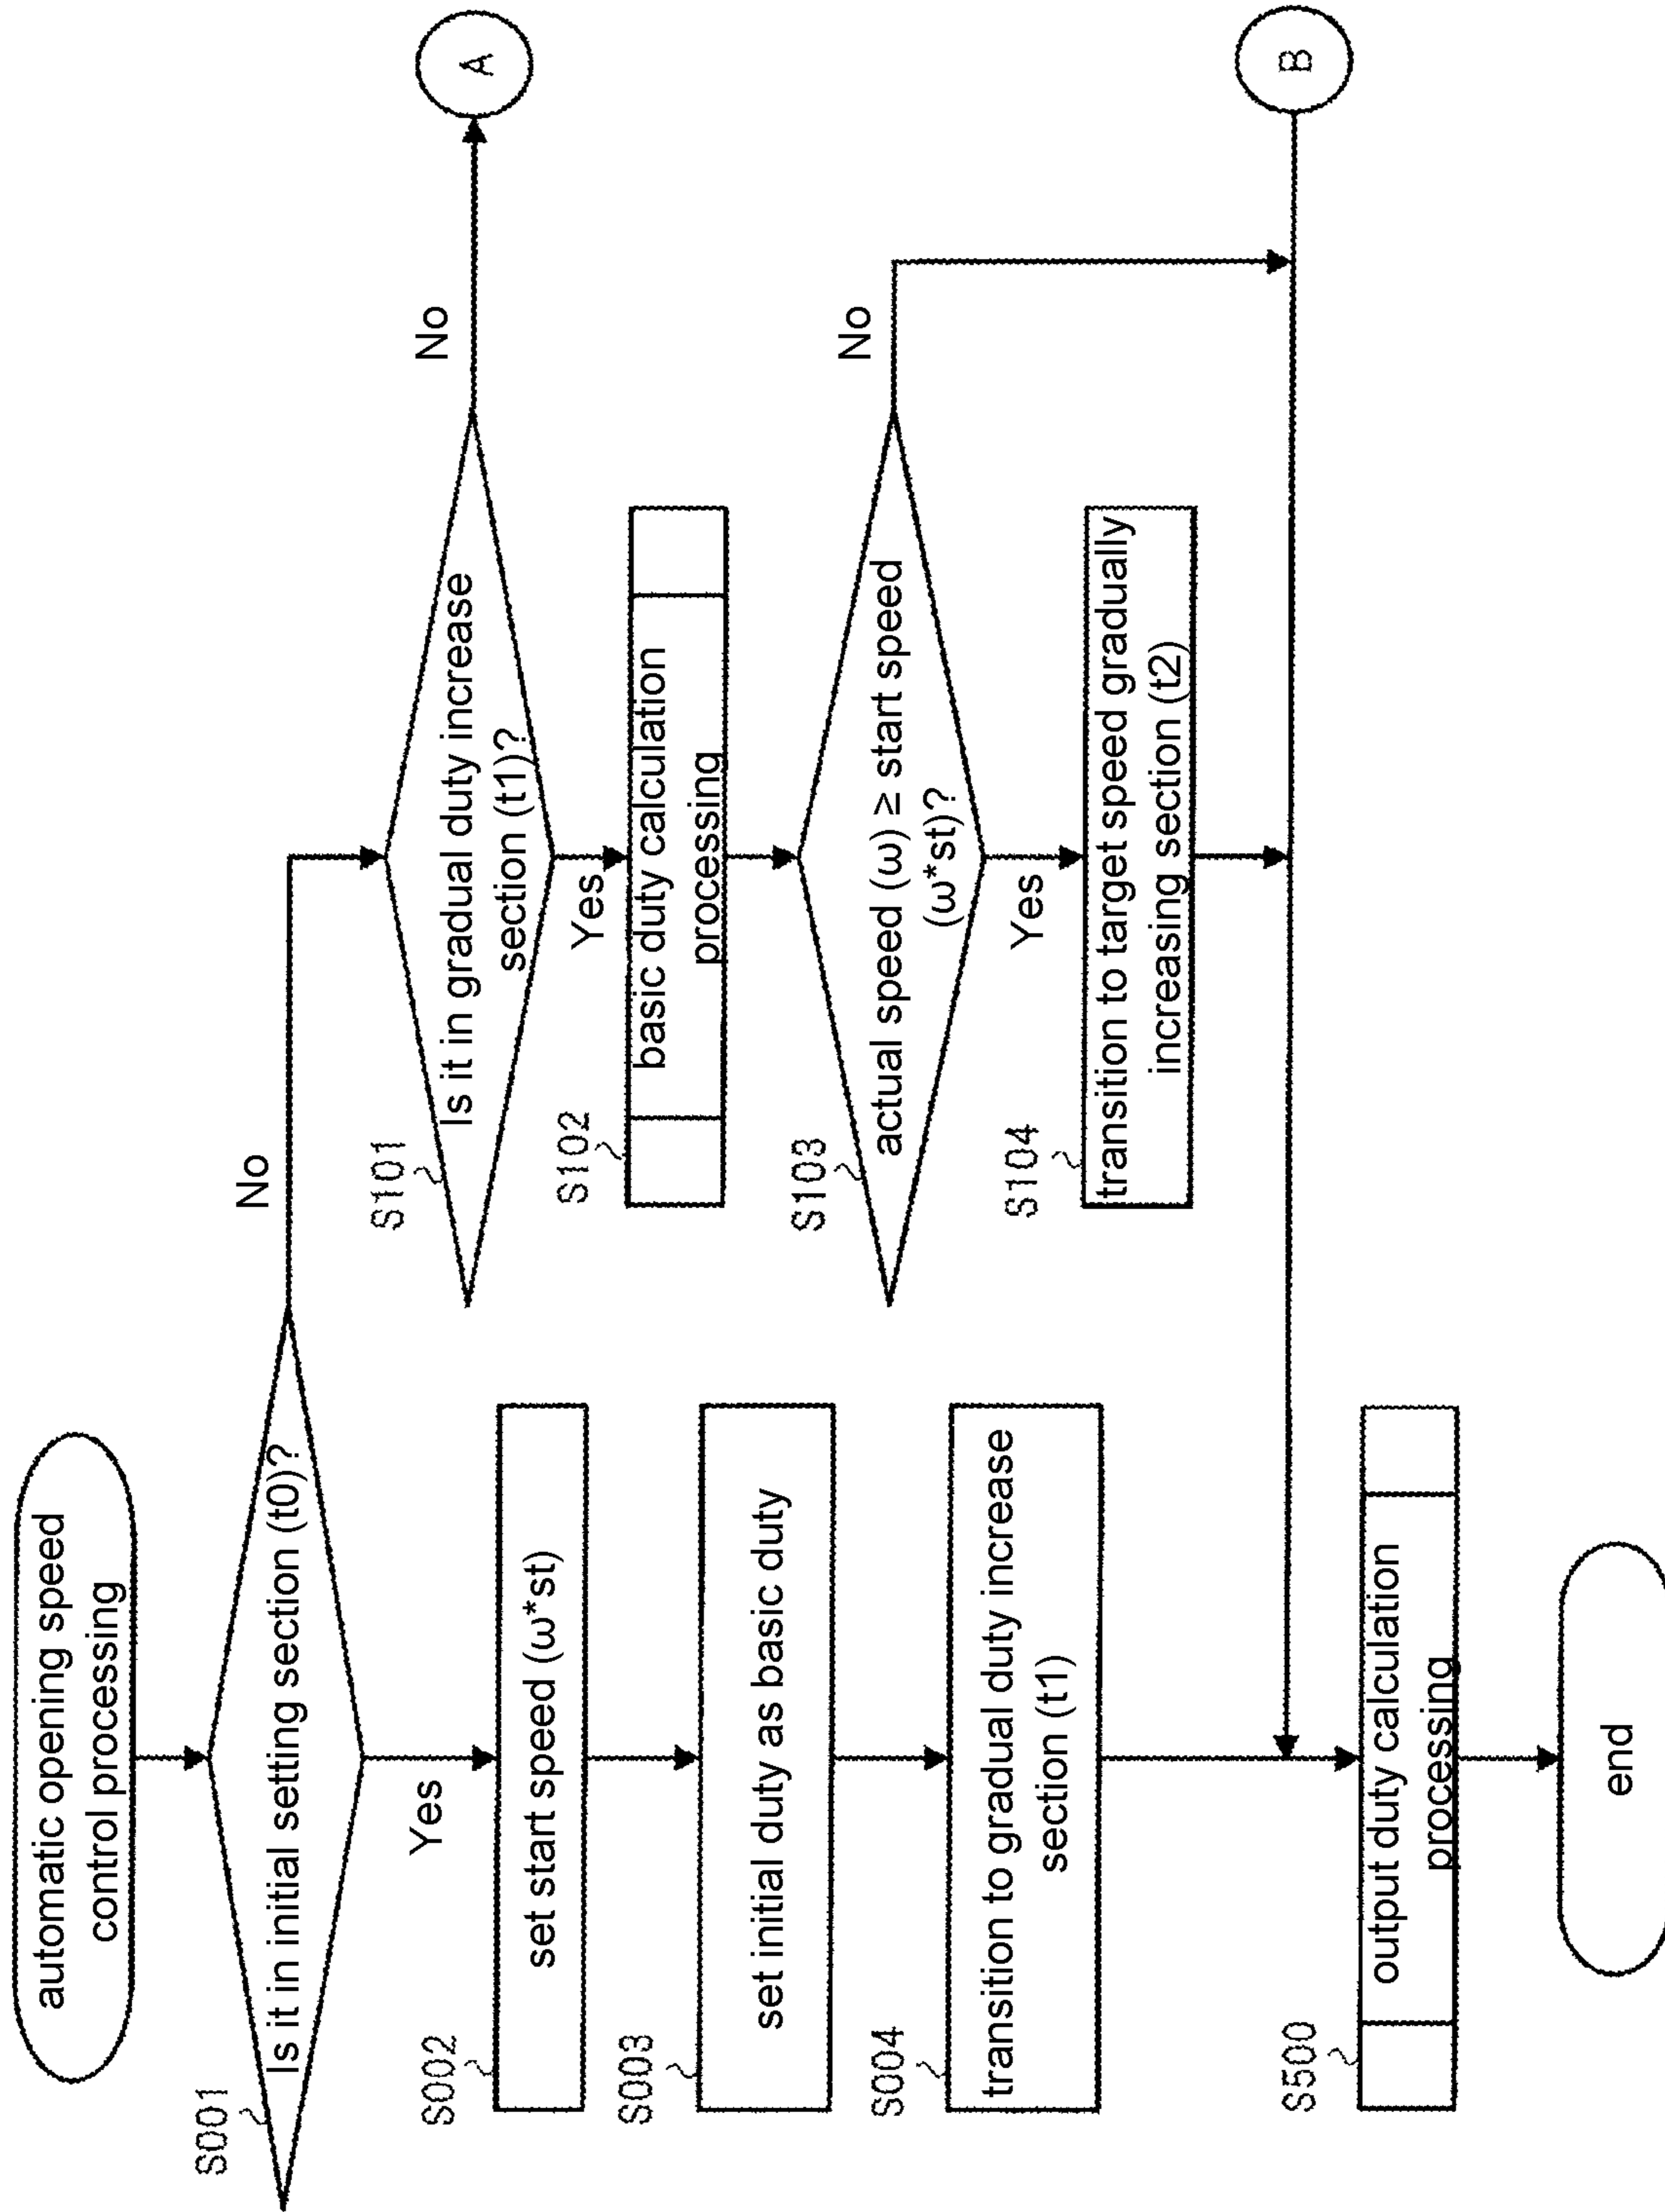 automatic opening speed
control processing
S001
Is it in initial setting section (t0)?
No
Yes
S002
set start speed (ω*st)
S003
set initial duty as basic duty
S004
transition to gradual duty increase
section (t1)
S101
Is it in gradual duty increase
section (t1)?
No
A
Yes
S102
basic duty calculation
processing
S103
actual speed (ω) ≥ start speed
(ω*st)?
No
Yes
S104
transition to target speed gradually
increasing section (t2)
B
S500
output duty calculation
processing
end